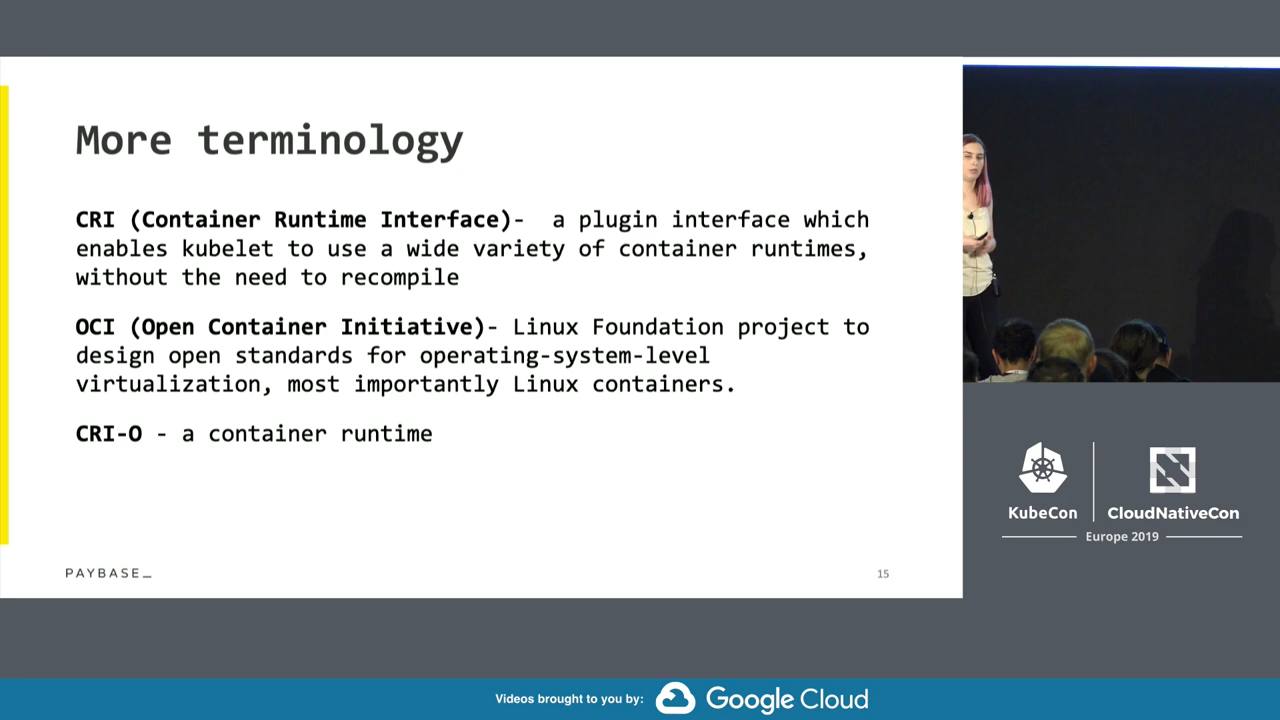 More terminology
CRI (Container Runtime Interface)-  a plugin interface which
enables kubelet to use a wide variety of container runtimes,
without the need to recompile
OCI (Open Container Initiative)- Linux Foundation project to
design open standards for operating-system-level
virtualization, most importantly Linux containers.
CRI-O - a container runtime
PAYBASE_
15
KubeCon
CloudNativeCon
Europe 2019
Videos brought to you by:
Google Cloud